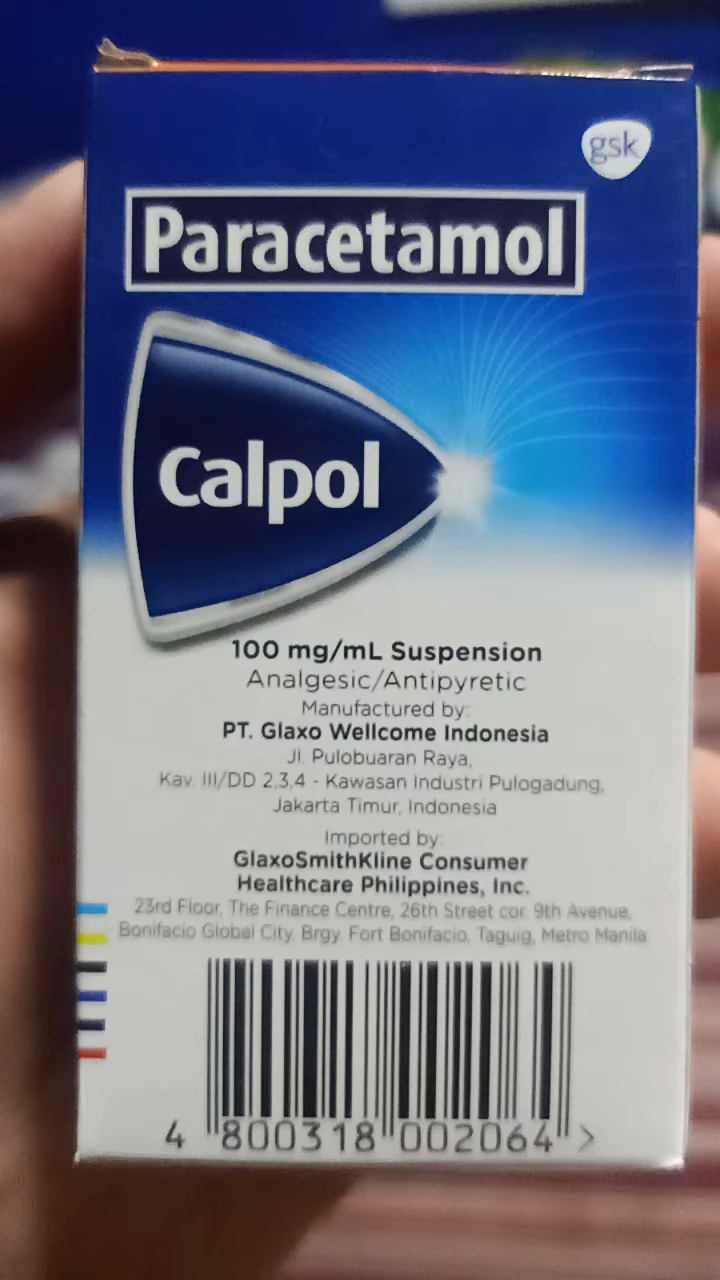 gsk
Paracetamol
Calpol
100 mg/mL Suspension
Analgesic/Antipyretic
Manufactured by:
PT. Glaxo Wellcome Indonesia
Jl. Pulobuaran Raya,
Kav. III/DD 2,3,4 - Kawasan Industri Pulogadung,
Jakarta Timur, Indonesia
Imported by:
GlaxoSmithKline Consumer
Healthcare Philippines, Inc.
23rd Floor, The Finance Centre, 26th Street cor. 9th Avenue,
Bonifacio Global City, Brgy. Fort Bonifacio, Taguig, Metro Manila
4 800318 002064 >